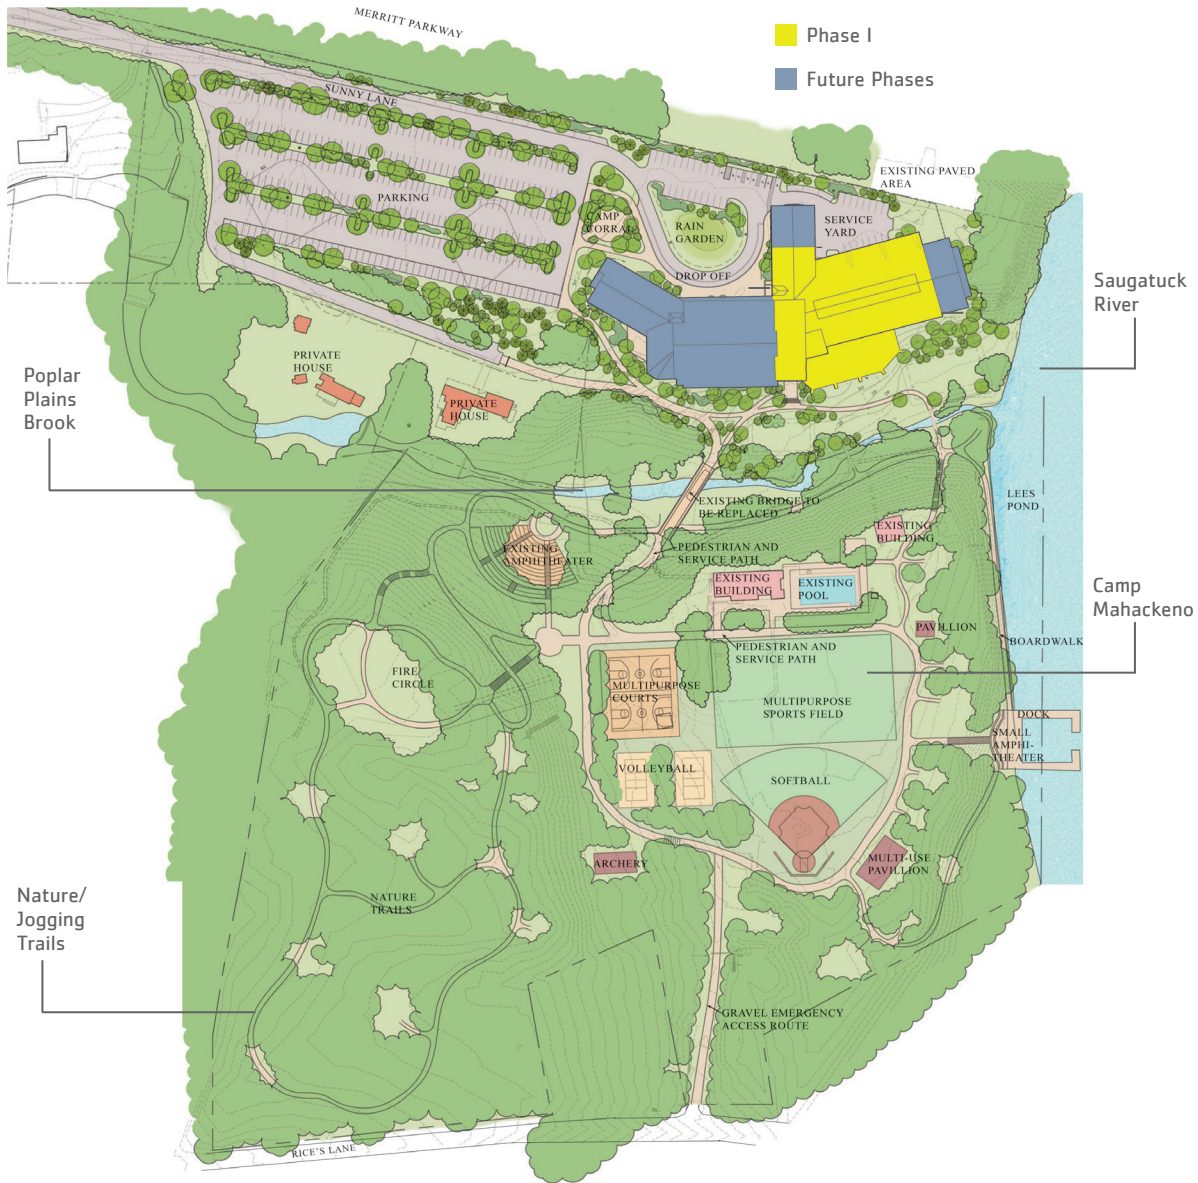 MERRITT PARKWAY
Phase I
Future Phases
SUNNY LANE
EXISTING PAVED
AREA
PARKING
CAMP
CORRAL
RAIN
GARDEN
SERVICE
YARD
DROP OFF
Saugatuck
River
PRIVATE
HOUSE
PRIVATE
HOUSE
Poplar
Plains
Brook
EXISTING BRIDGE TO
BE REPLACED
LEES
POND
EXISTING
BUILDING
EXISTING
AMPHITHEATER
PEDESTRIAN AND
SERVICE PATH
EXISTING
BUILDING
EXISTING
POOL
Camp
Mahackeno
PAVILLION
BOARDWALK
PEDESTRIAN AND
SERVICE PATH
FIRE
CIRCLE
MULTIPURPOSE
COURTS
MULTIPURPOSE
SPORTS FIELD
DOCK
SMALL
AMPHI-
THEATER
VOLLEYBALL
SOFTBALL
ARCHERY
MULTI-USE
PAVILLION
Nature/
Jogging
Trails
NATURE
TRAILS
GRAVEL EMERGENCY
ACCESS ROUTE
RICE'S LANE